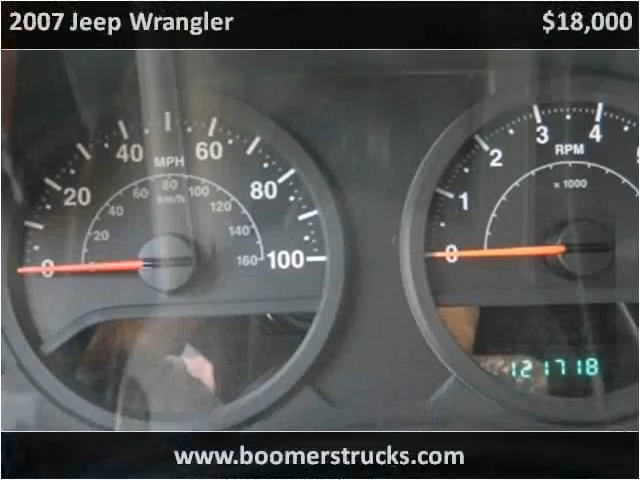 2007 Jeep Wrangler $18,000
20 40 60 80 100
MPH
20 40 60 80 100 120 140 160
km/h
0
0 1 2 3 4
RPM
x 1000
121718
www.boomerstrucks.com